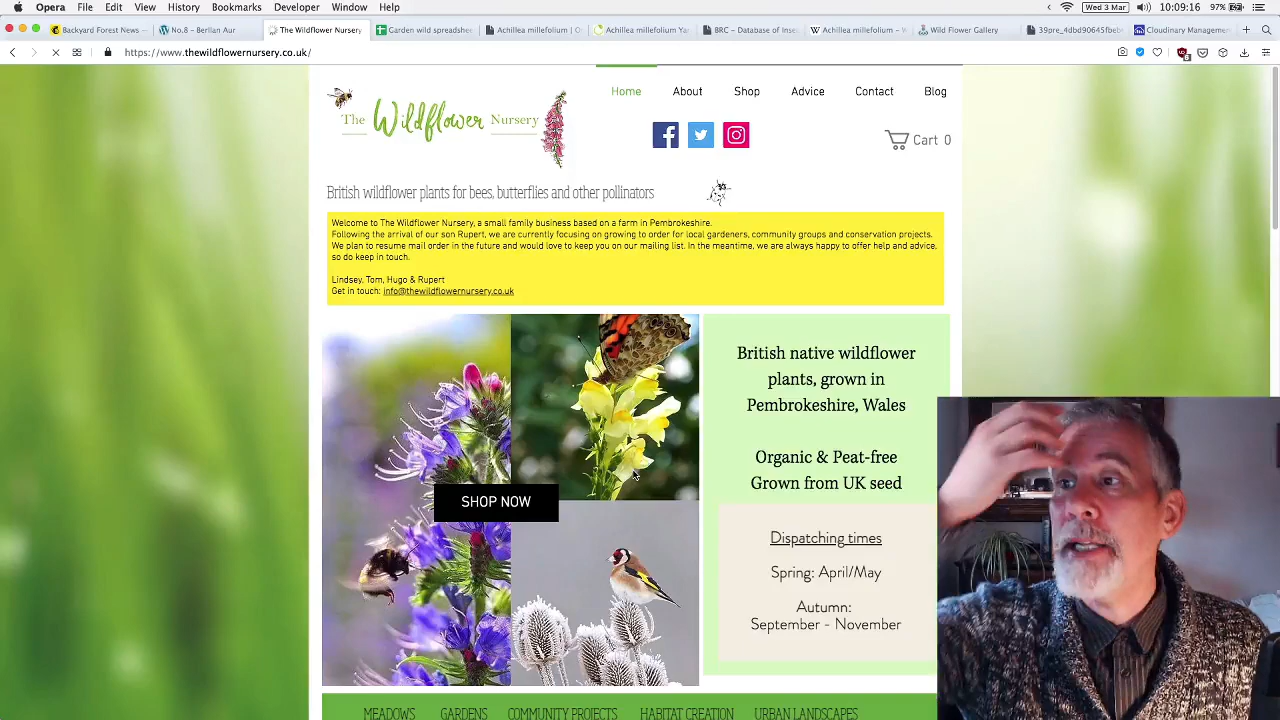 Opera File Edit View History Bookmarks Developer Window Help Wed 3 Mar 10:09:16 97%
Backyard Forest News — No.8 – Berllan Aur The Wildflower Nursery Garden wild spreadshee Achillea millefolium | O Achillea millefolium Yar BRC - Database of Insec Achillea millefolium - W Wild Flower Gallery 39pre_4dbd90645fbeb Cloudinary Management
https://www.thewildflowernursery.co.uk/
Home About Shop Advice Contact Blog
The Wildflower Nursery
Cart 0
British wildflower plants for bees, butterflies and other pollinators
Welcome to The Wildflower Nursery, a small family business based on a farm in Pembrokeshire.
Following the arrival of our son Rupert, we are currently focusing on growing to order for local gardeners, community groups and conservation projects.
We plan to resume mail order in the future and would love to keep you on our mailing list. In the meantime, we are always happy to offer help and advice,
so do keep in touch.
Lindsey, Tom, Hugo & Rupert
Get in touch: info@thewildflowernursery.co.uk
British native wildflower
plants, grown in
Pembrokeshire, Wales
Organic & Peat-free
Grown from UK seed
SHOP NOW
Dispatching times
Spring: April/May
Autumn:
September - November
MEADOWS GARDENS COMMUNITY PROJECTS HABITAT CREATION URBAN LANDSCAPES